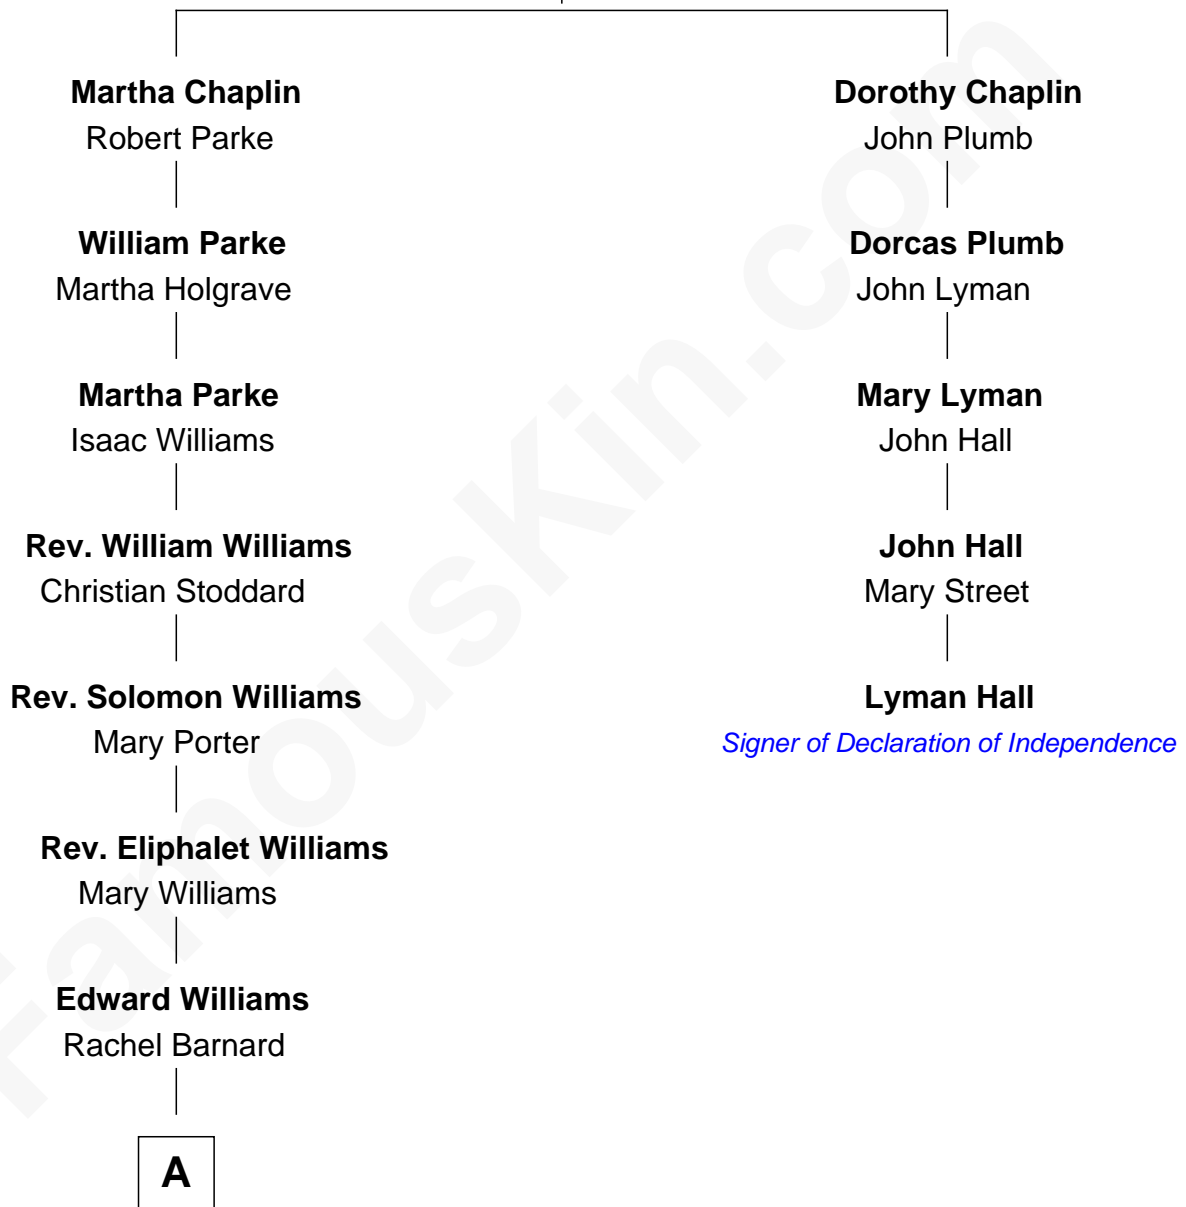 Martha Chaplin
Robert Parke
William Parke
Martha Holgrave
Martha Parke
Isaac Williams
Rev. William Williams
Christian Stoddard
Rev. Solomon Williams
Mary Porter
Rev. Eliphalet Williams
Mary Williams
Edward Williams
Rachel Barnard
A
Dorothy Chaplin
John Plumb
Dorcas Plumb
John Lyman
Mary Lyman
John Hall
John Hall
Mary Street
Lyman Hall
Signer of Declaration of Independence
FamousKin.com